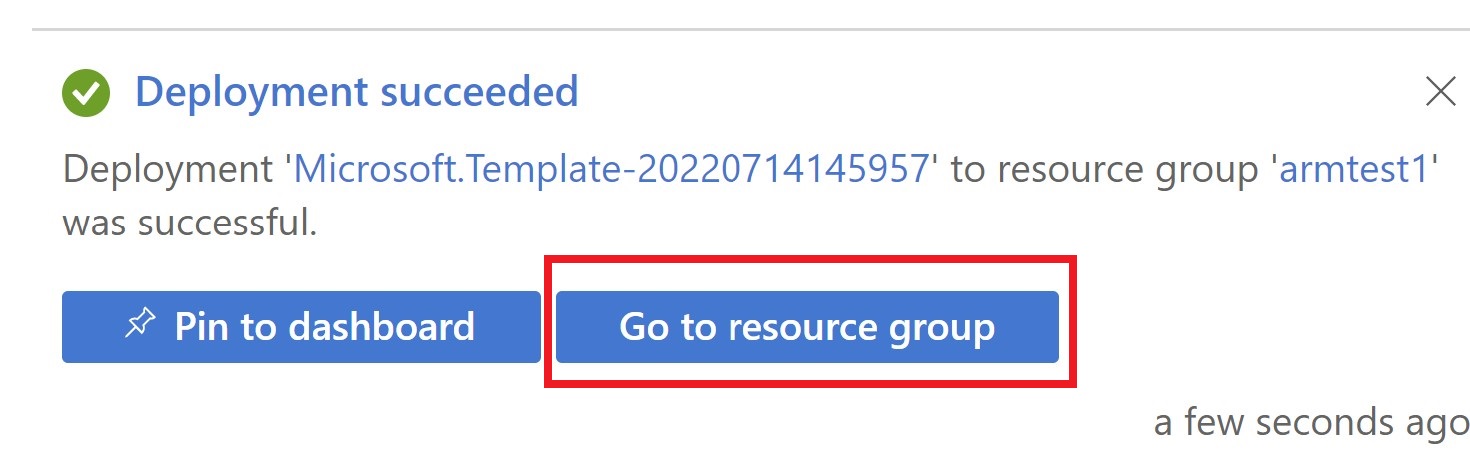 Deployment succeeded
Deployment 'Microsoft.Template-20220714145957' to resource group 'armtest1'
was successful.
Pin to dashboard
Go to resource group
a few seconds ago